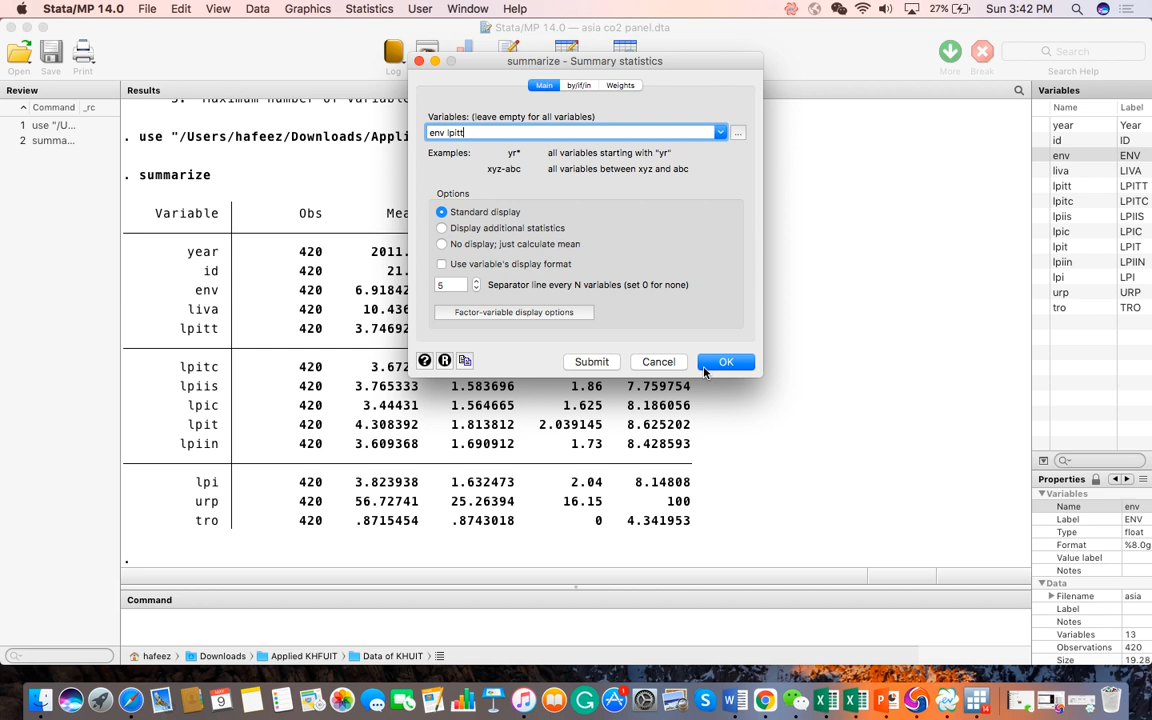 Stata/MP 14.0 File Edit View Data Graphics Statistics User Window Help 27% Sun 3:42 PM
Stata/MP 14.0 — asia co2 panel.dta
Open Save Print Log More Break Search
Search Help
Review Results Variables
Command _rc
1 use "/U...
2 summa...
. use "/Users/hafeez/Downloads/Appli
. summarize
Variable Obs Mea
year 420 2011.
id 420 21.
env 420 6.91842
liva 420 10.436
lpitt 420 3.74692
lpitc 420 3.672
lpiis 420 3.765333 1.583696 1.86 7.759754
lpic 420 3.44431 1.564665 1.625 8.186056
lpit 420 4.308392 1.813812 2.039145 8.625202
lpiin 420 3.609368 1.690912 1.73 8.428593
lpi 420 3.823938 1.632473 2.04 8.14808
urp 420 56.72741 25.26394 16.15 100
tro 420 .8715454 .8743018 0 4.341953
.
summarize - Summary statistics
Main by/if/in Weights
Variables: (leave empty for all variables)
env lpitt
...
Examples: yr* all variables starting with "yr"
xyz-abc all variables between xyz and abc
Options
Standard display
Display additional statistics
No display; just calculate mean
Use variable's display format
5 Separator line every N variables (set 0 for none)
Factor-variable display options
? R Submit Cancel OK
Name Label
year Year
id ID
env ENV
liva LIVA
lpitt LPITT
lpitc LPITC
lpiis LPIIS
lpic LPIC
lpit LPIT
lpiin LPIIN
lpi LPI
urp URP
tro TRO
Properties
Variables
Name env
Label ENV
Type float
Format %8.0g
Value label
Notes
Data
Filename asia
Label
Notes
Variables 13
Observations 420
Size 19.28
Command
hafeez Downloads Applied KHFUIT Data of KHUIT